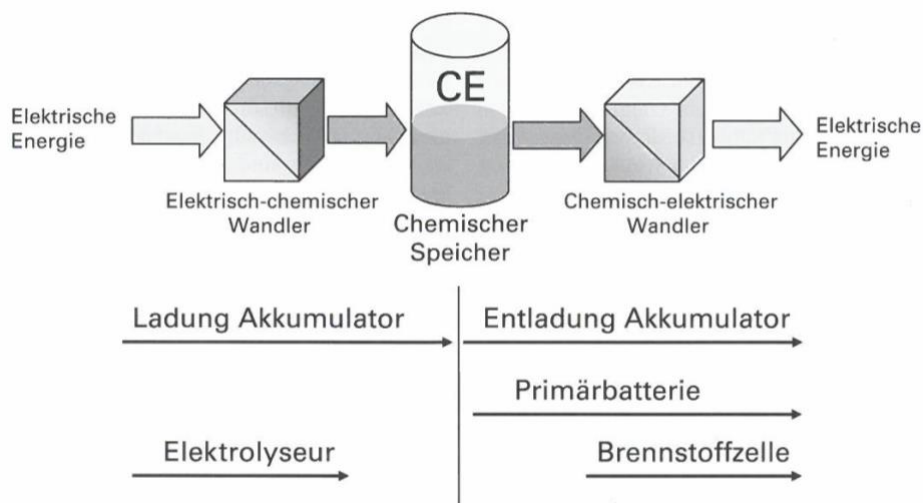 CE
Elektrische
Energie
Elektrische
Energie
Elektrisch-chemischer
Wandler
Chemischer
Speicher
Chemisch-elektrischer
Wandler
Ladung Akkumulator
Entladung Akkumulator
Primärbatterie
Elektrolyseur
Brennstoffzelle